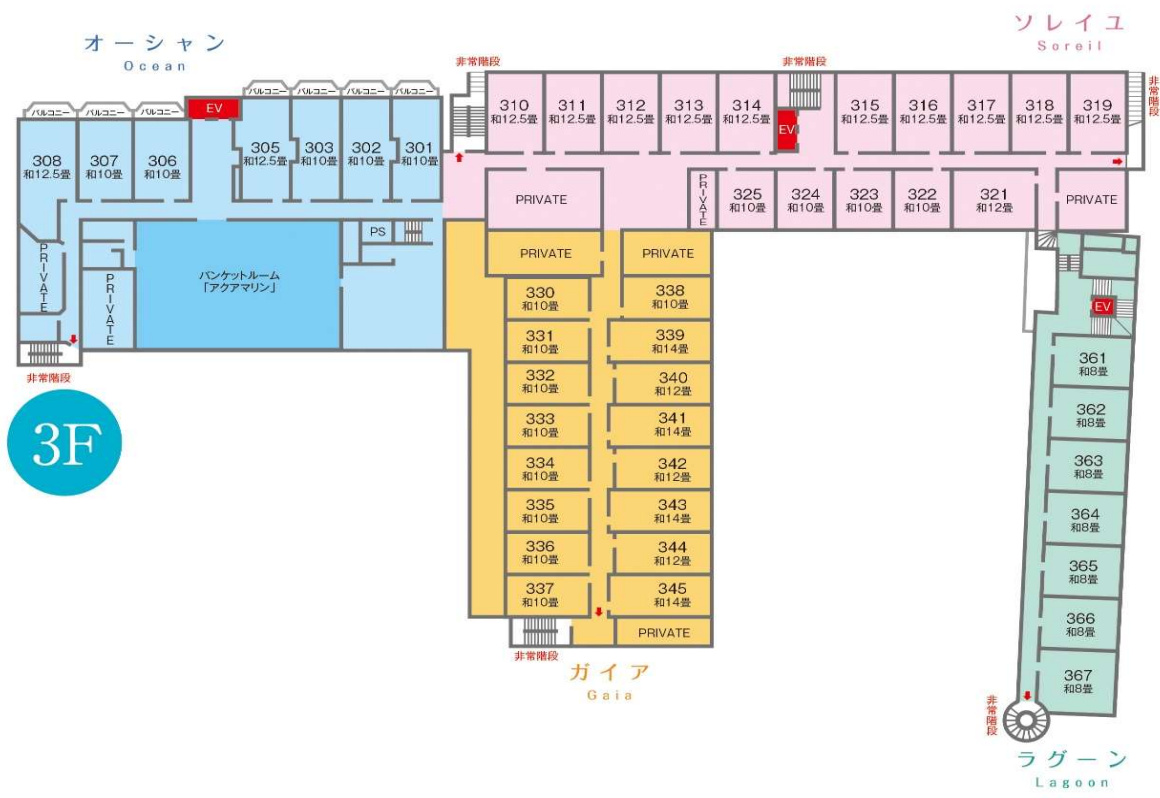 ソレイユ
Soreil
オーシャン
Ocean
非常階段
非常階段
非常階段
バルコニー
バルコニー
バルコニー
バルコニー
バルコニー
バルコニー
バルコニー
EV
308
和12.5畳
307
和10畳
306
和10畳
305
和12.5畳
303
和10畳
302
和10畳
301
和10畳
310
和12.5畳
311
和12.5畳
312
和12.5畳
313
和12.5畳
314
和12.5畳
EV
315
和12.5畳
316
和12.5畳
317
和12.5畳
318
和12.5畳
319
和12.5畳
PRIVATE
PRIVATE
325
和10畳
324
和10畳
323
和10畳
322
和10畳
321
和12畳
PRIVATE
PRIVATE
PRIVATE
バンケットルーム
「アクアマリン」
PS
非常階段
3F
PRIVATE
PRIVATE
330
和10畳
338
和10畳
331
和10畳
339
和14畳
332
和10畳
340
和12畳
333
和10畳
341
和14畳
334
和10畳
342
和12畳
335
和10畳
343
和14畳
336
和10畳
344
和12畳
337
和10畳
345
和14畳
PRIVATE
非常階段
ガイア
Gaia
EV
361
和8畳
362
和8畳
363
和8畳
364
和8畳
365
和8畳
366
和8畳
367
和8畳
非常階段
ラグーン
Lagoon